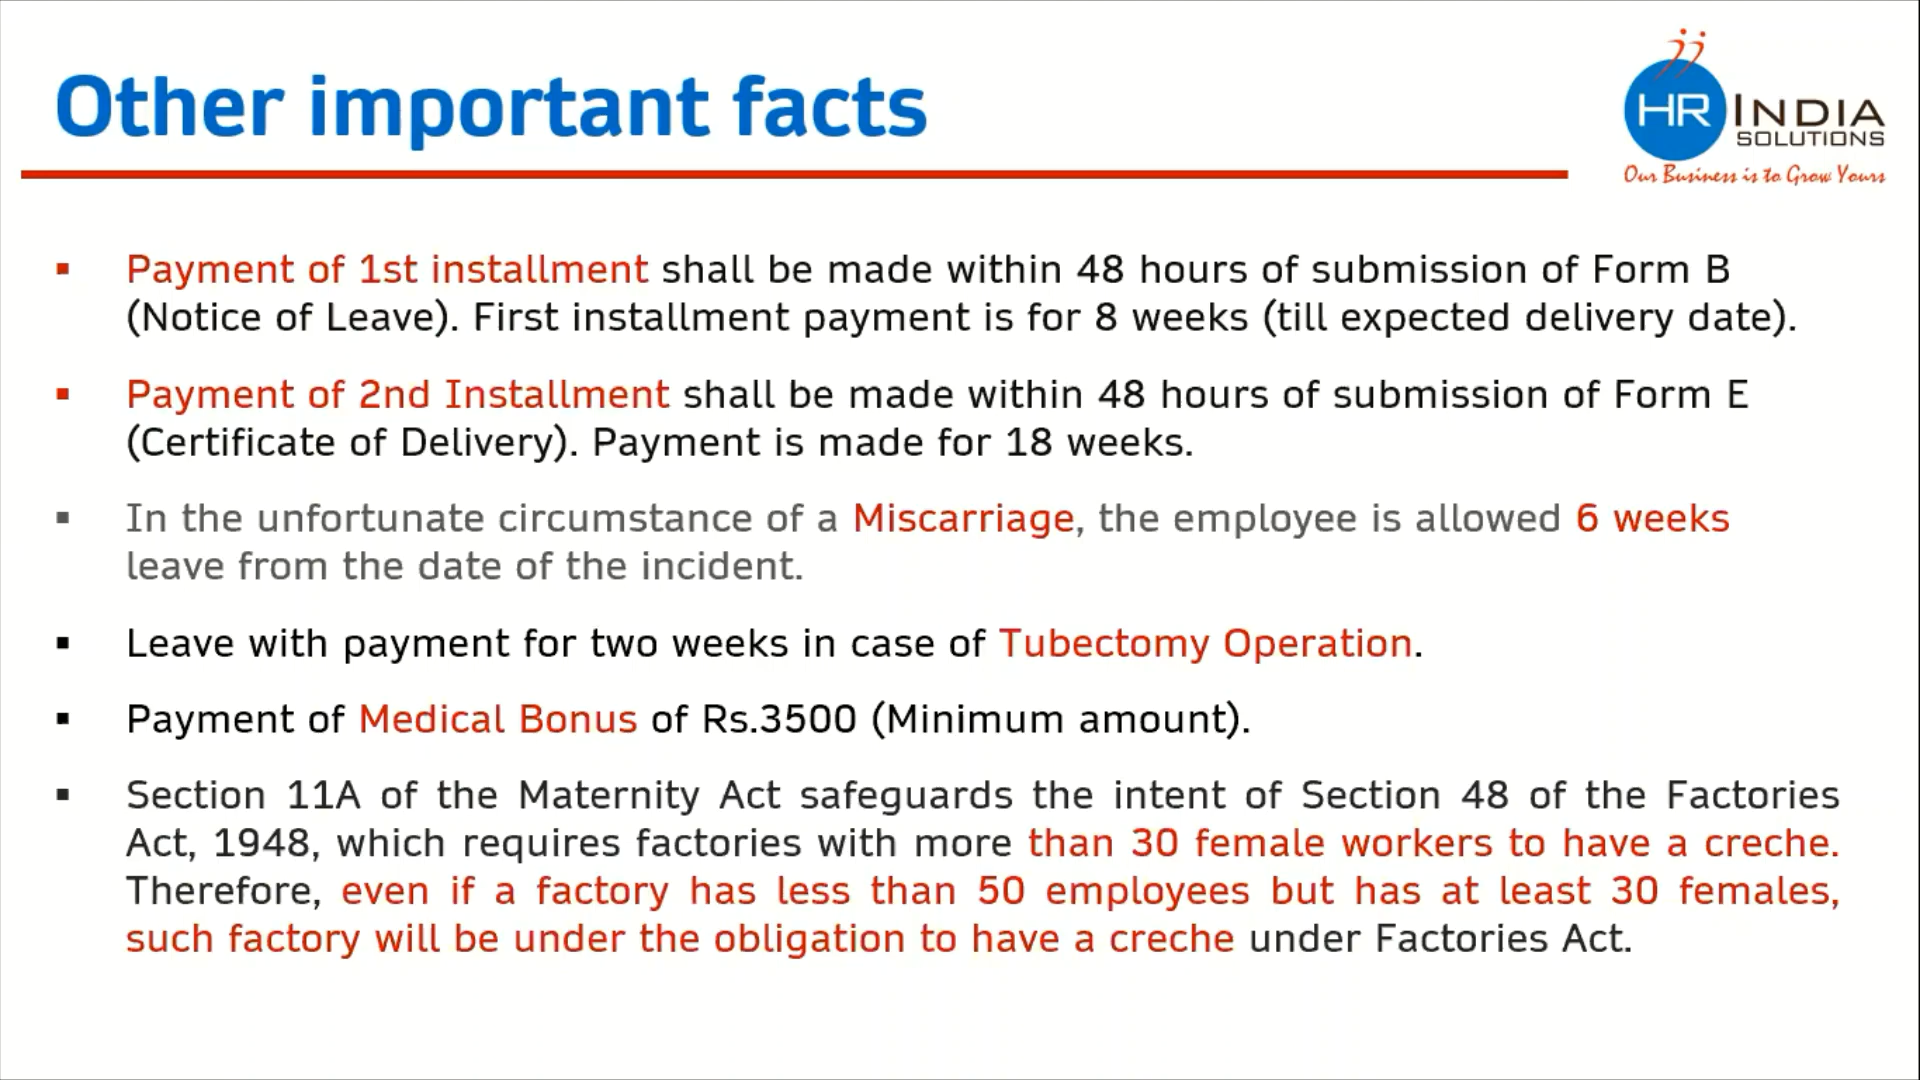 Other important facts
HR INDIA
SOLUTIONS
Our Business is to Grow Yours
▪ Payment of 1st installment shall be made within 48 hours of submission of Form B
(Notice of Leave). First installment payment is for 8 weeks (till expected delivery date).
▪ Payment of 2nd Installment shall be made within 48 hours of submission of Form E
(Certificate of Delivery). Payment is made for 18 weeks.
▪ In the unfortunate circumstance of a Miscarriage, the employee is allowed 6 weeks
leave from the date of the incident.
▪ Leave with payment for two weeks in case of Tubectomy Operation.
▪ Payment of Medical Bonus of Rs.3500 (Minimum amount).
▪ Section 11A of the Maternity Act safeguards the intent of Section 48 of the Factories
Act, 1948, which requires factories with more than 30 female workers to have a creche.
Therefore, even if a factory has less than 50 employees but has at least 30 females,
such factory will be under the obligation to have a creche under Factories Act.